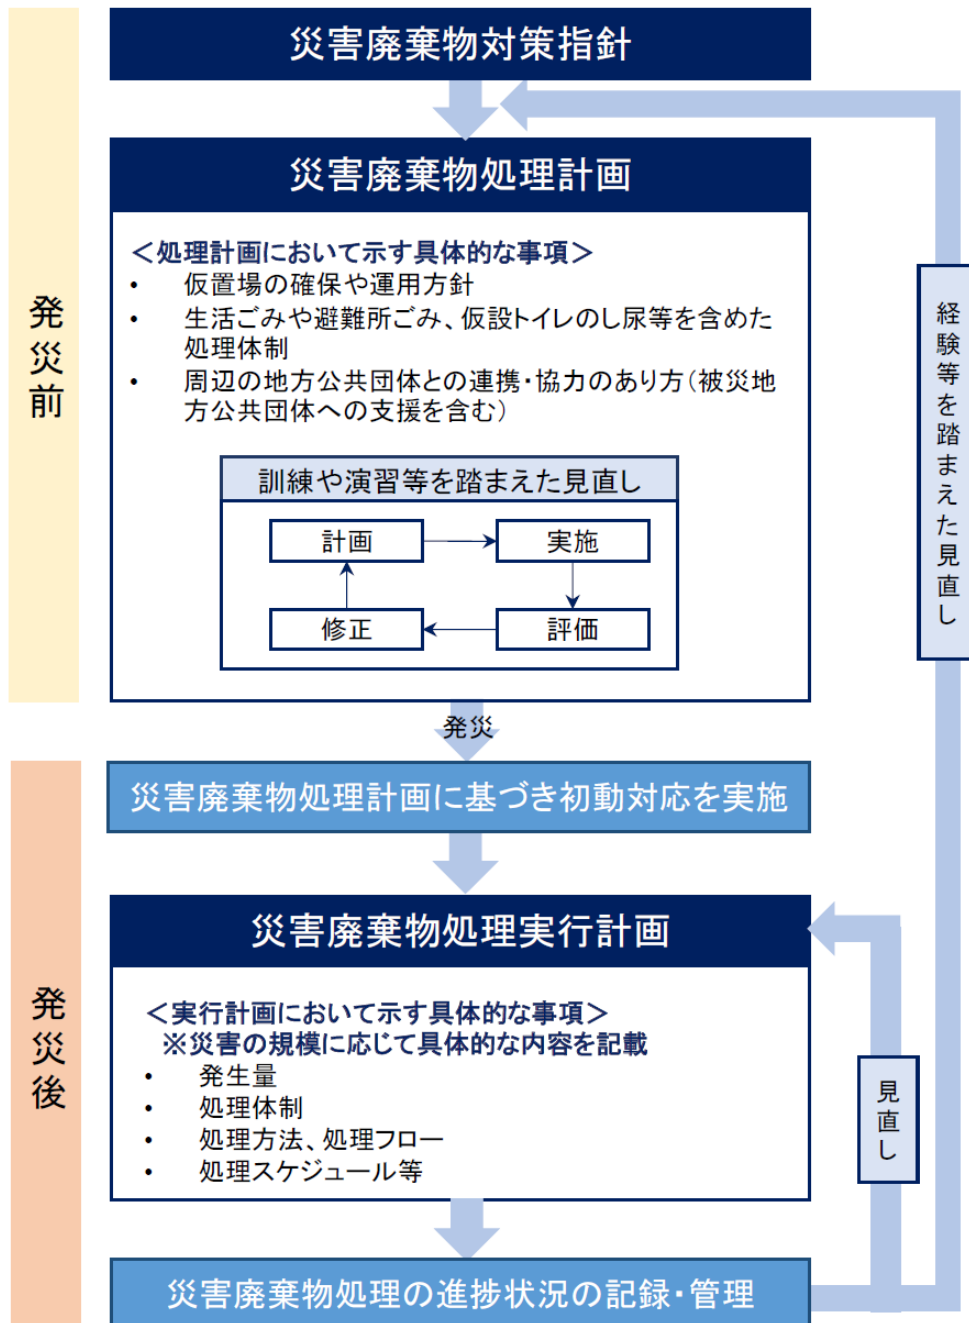 災害廃棄物対策指針
災害廃棄物処理計画
発災前
<処理計画において示す具体的な事項>
• 仮置場の確保や運用方針
• 生活ごみや避難所ごみ、仮設トイレのし尿等を含めた
処理体制
• 周辺の地方公共団体との連携・協力のあり方(被災地
方公共団体への支援を含む)
訓練や演習等を踏まえた見直し
計画
実施
修正
評価
経験等を踏まえた見直し
発災
発災後
災害廃棄物処理計画に基づき初動対応を実施
災害廃棄物処理実行計画
<実行計画において示す具体的な事項>
※災害の規模に応じて具体的な内容を記載
• 発生量
• 処理体制
• 処理方法、処理フロー
• 処理スケジュール等
見直し
災害廃棄物処理の進捗状況の記録・管理